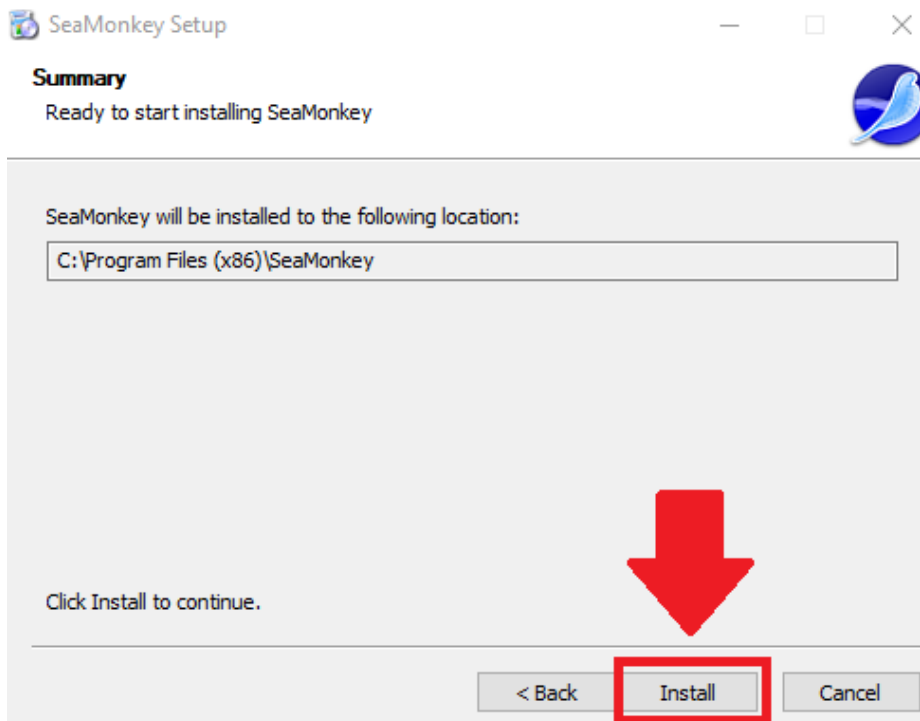 SeaMonkey Setup
Summary
Ready to start installing SeaMonkey
SeaMonkey will be installed to the following location:
C:\Program Files (x86)\SeaMonkey
Click Install to continue.
< Back Install Cancel